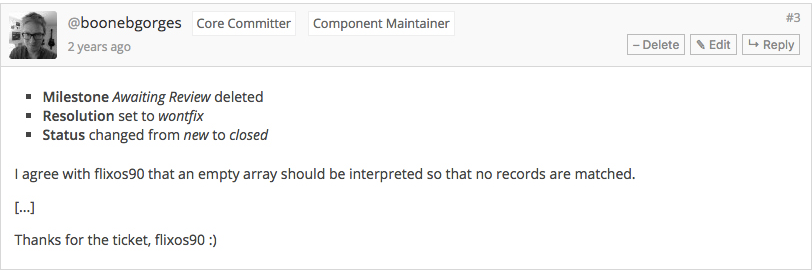 @boonebgorges Core Committer Component Maintainer #3
2 years ago – Delete ✎ Edit ↪ Reply
▪ Milestone Awaiting Review deleted
▪ Resolution set to wontfix
▪ Status changed from new to closed
I agree with flixos90 that an empty array should be interpreted so that no records are matched.
[...]
Thanks for the ticket, flixos90 :)